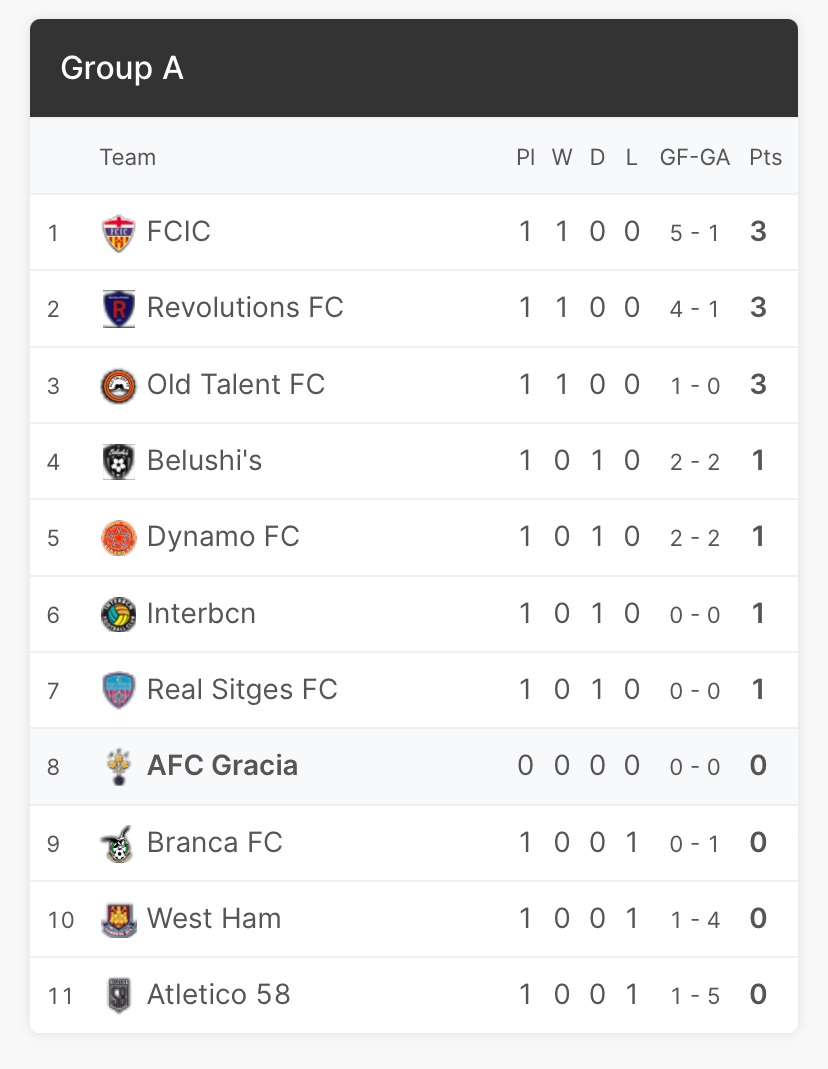 Group A
Team Pl W D L GF-GA Pts
1 FCIC 1 1 0 0 5 - 1 3
2 Revolutions FC 1 1 0 0 4 - 1 3
3 Old Talent FC 1 1 0 0 1 - 0 3
4 Belushi's 1 0 1 0 2 - 2 1
5 Dynamo FC 1 0 1 0 2 - 2 1
6 Interbcn 1 0 1 0 0 - 0 1
7 Real Sitges FC 1 0 1 0 0 - 0 1
8 AFC Gracia 0 0 0 0 0 - 0 0
9 Branca FC 1 0 0 1 0 - 1 0
10 West Ham 1 0 0 1 1 - 4 0
11 Atletico 58 1 0 0 1 1 - 5 0